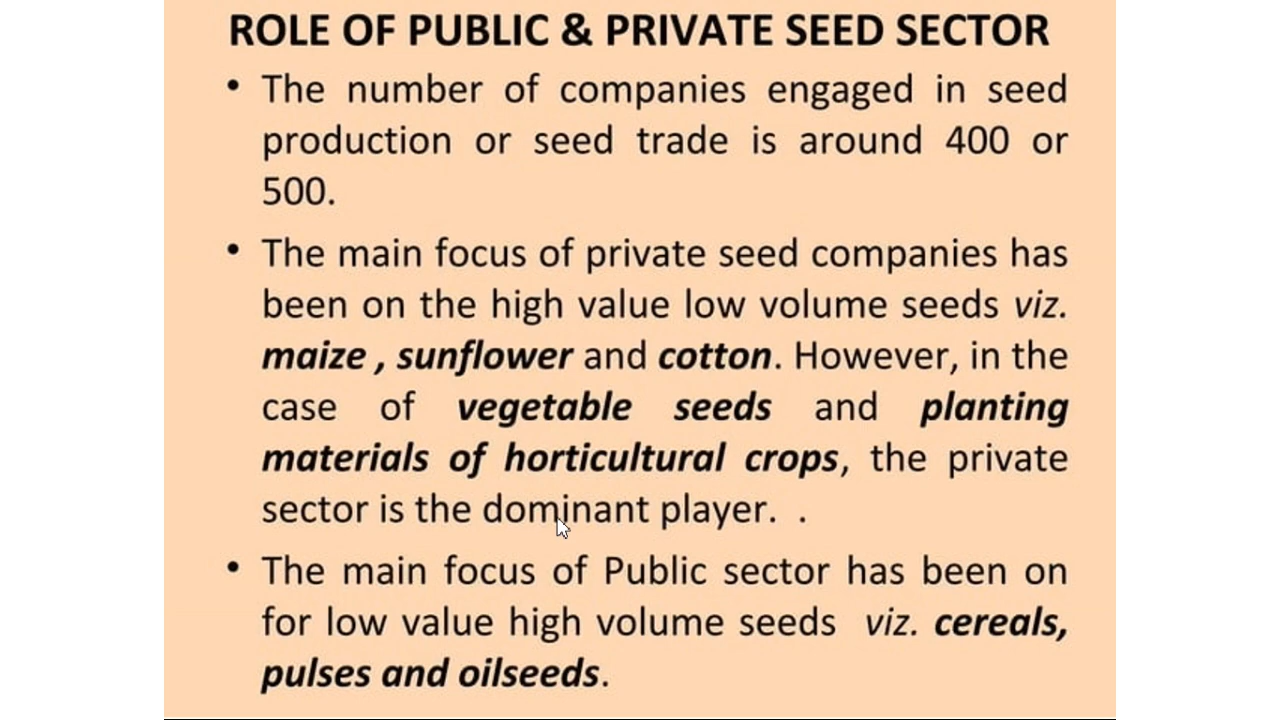 ROLE OF PUBLIC & PRIVATE SEED SECTOR
• The number of companies engaged in seed
production or seed trade is around 400 or
500.
• The main focus of private seed companies has
been on the high value low volume seeds viz.
maize , sunflower and cotton. However, in the
case of vegetable seeds and planting
materials of horticultural crops, the private
sector is the dominant player. .
• The main focus of Public sector has been on
for low value high volume seeds viz. cereals,
pulses and oilseeds.